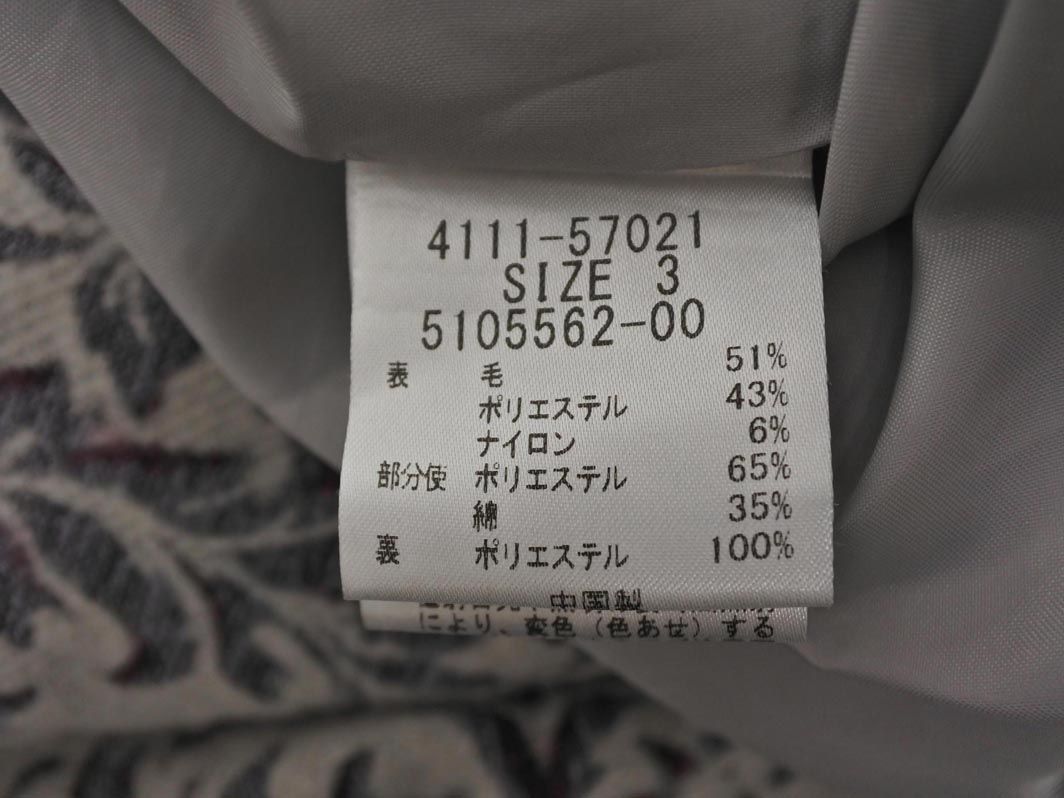 4111-57021
SIZE 3
5105562-00
表 毛 51%
ポリエステル 43%
ナイロン 6%
部分使 ポリエステル 65%
綿 35%
裏 ポリエステル 100%
中国製
により、変色（色あせ）する